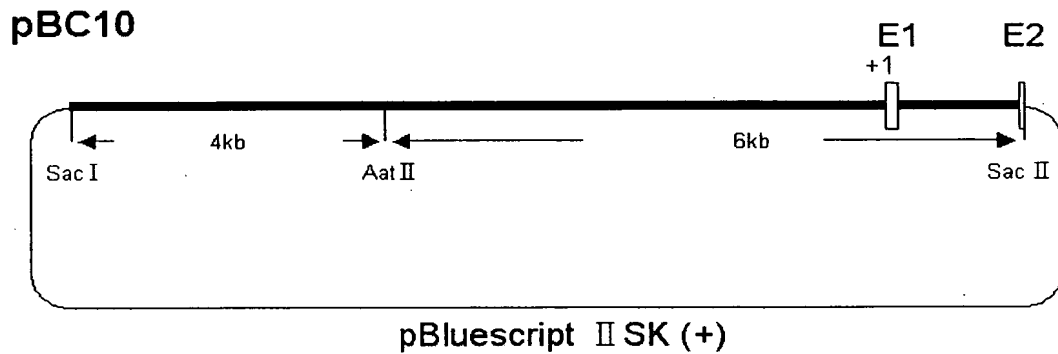 pBC10
E1 E2
+1
4kb 6kb
Sac I Aat II Sac II
pBluescript II SK (+)